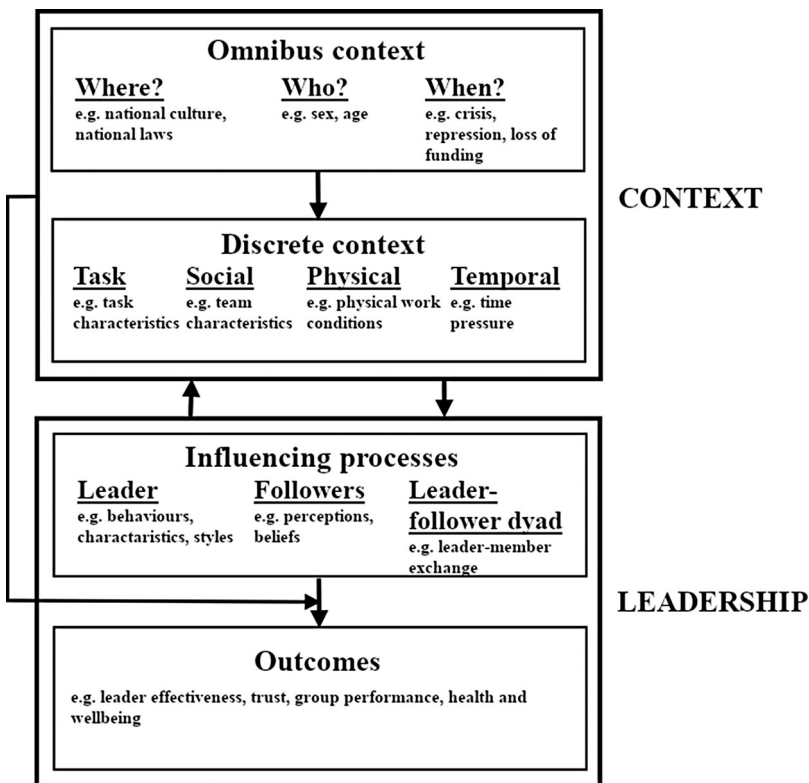 Omnibus context
Where?
e.g. national culture,
national laws
Who?
e.g. sex, age
When?
e.g. crisis,
repression, loss of
funding
CONTEXT
Discrete context
Task
e.g. task
characteristics
Social
e.g. team
characteristics
Physical
e.g. physical work
conditions
Temporal
e.g. time
pressure
Influencing processes
Leader
e.g. behaviours,
charactaristics, styles
Followers
e.g. perceptions,
beliefs
Leader-
follower dyad
e.g. leader-member
exchange
LEADERSHIP
Outcomes
e.g. leader effectiveness, trust, group performance, health and
wellbeing